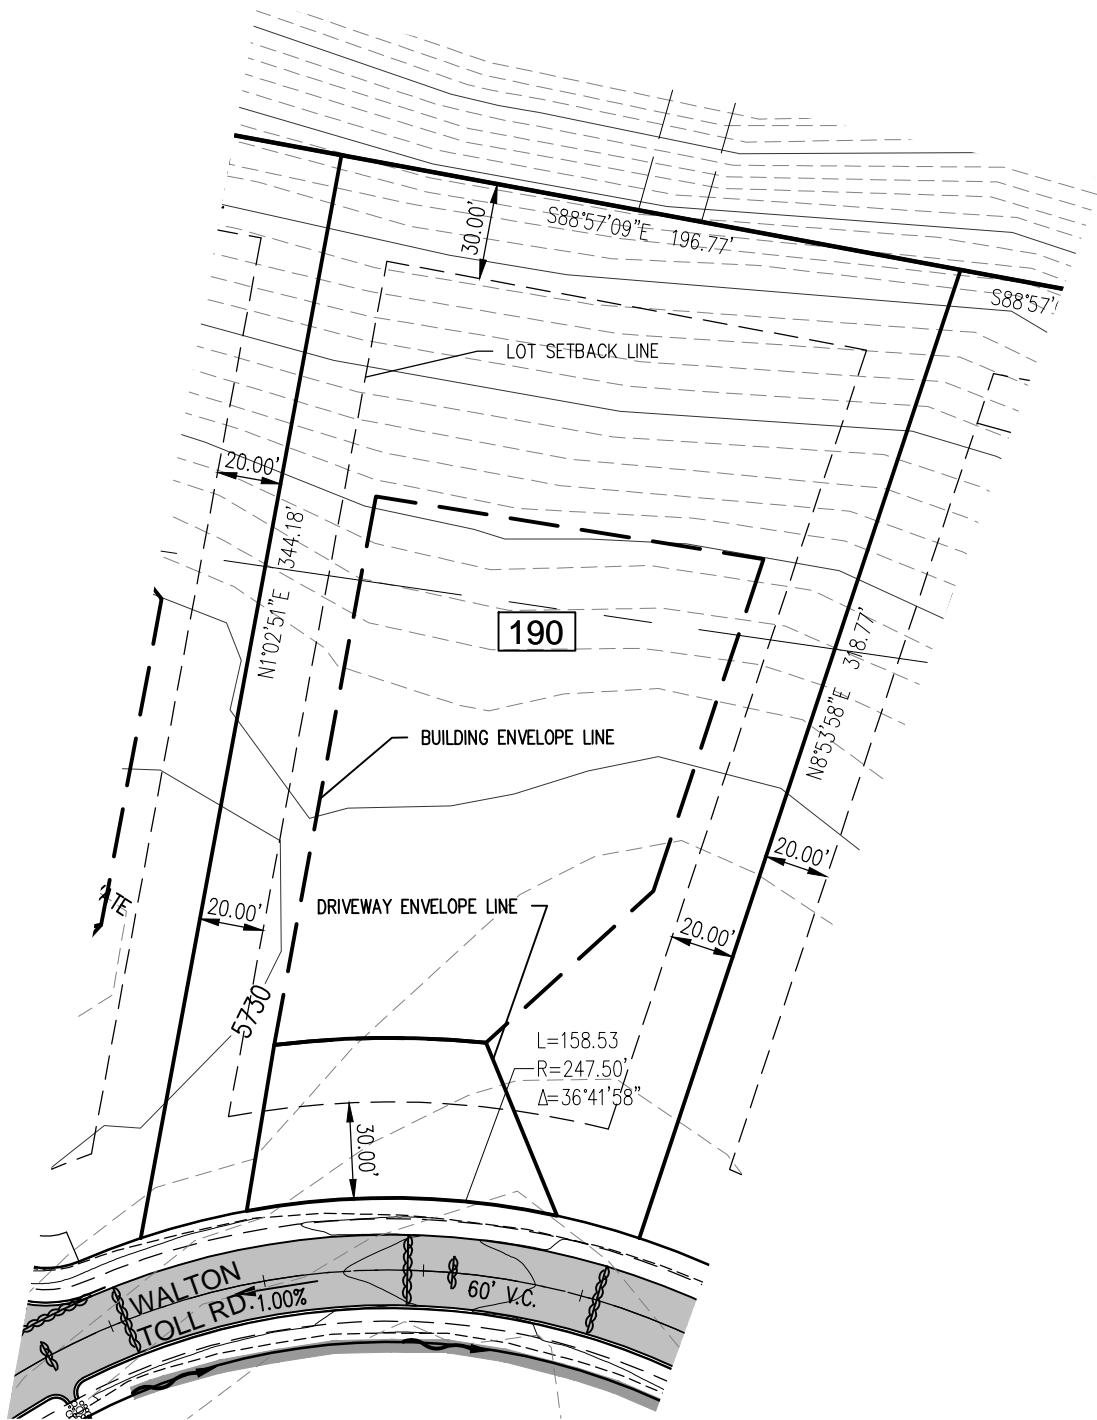 30.00'
S88°57'09"E 196.77'
S88°57'
LOT SETBACK LINE
20.00'
N1°02'51"E 344.18'
190
N8°53'58"E 318.77'
BUILDING ENVELOPE LINE
20.00'
TE
DRIVEWAY ENVELOPE LINE
20.00'
20.00'
5730
L=158.53
R=247.50'
Δ=36°41'58"
30.00'
WALTON
TOLL RD.
1.00%
60' V.C.